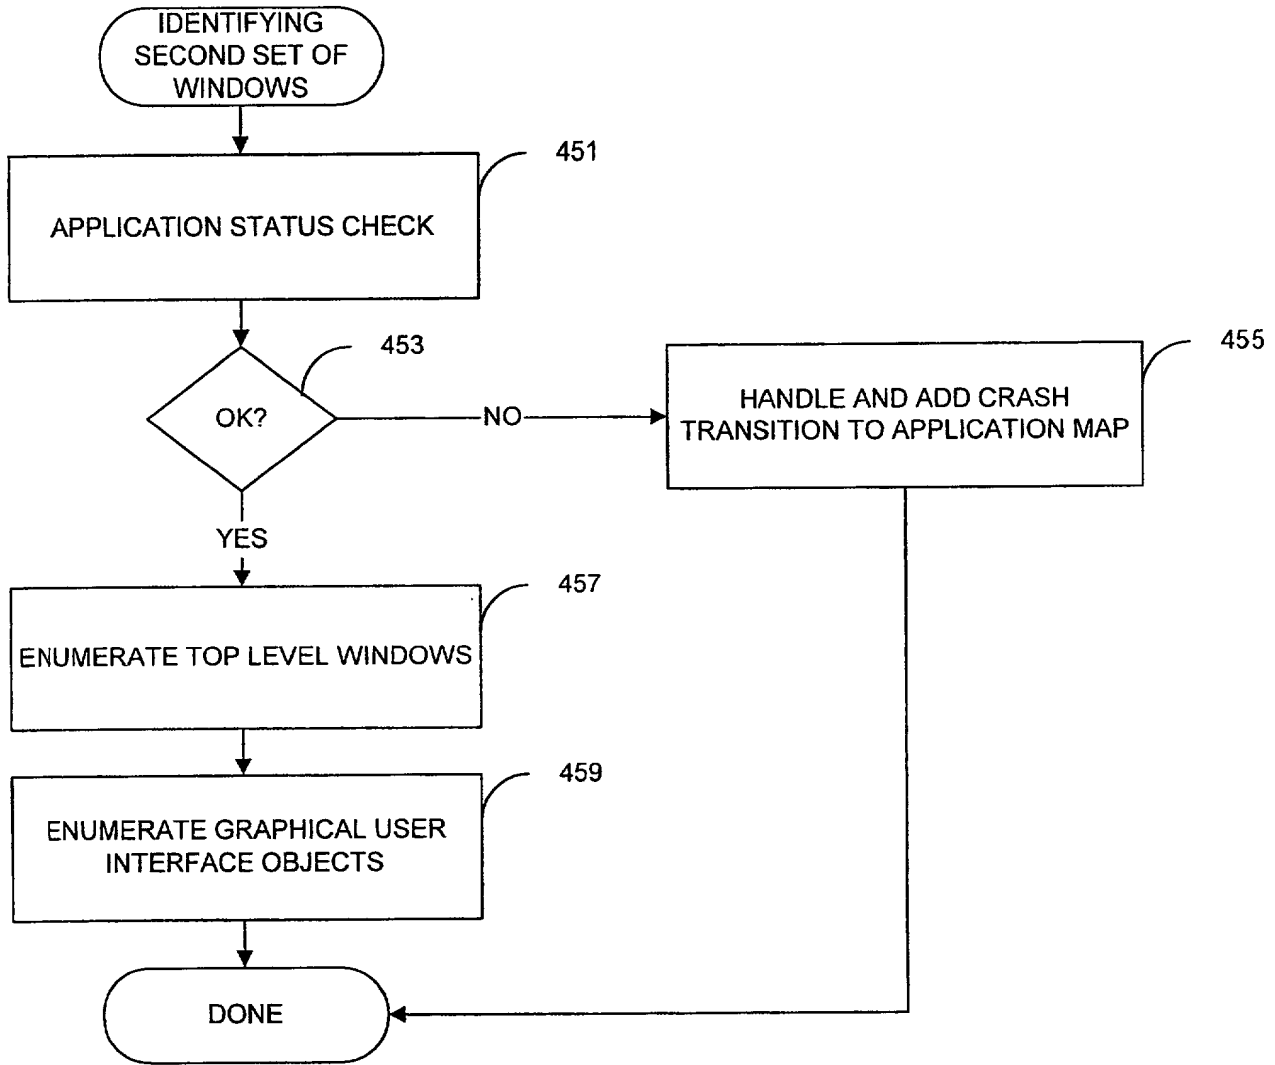 IDENTIFYING
SECOND SET OF
WINDOWS
451
APPLICATION STATUS CHECK
453
OK?
NO
455
HANDLE AND ADD CRASH
TRANSITION TO APPLICATION MAP
YES
457
ENUMERATE TOP LEVEL WINDOWS
459
ENUMERATE GRAPHICAL USER
INTERFACE OBJECTS
DONE